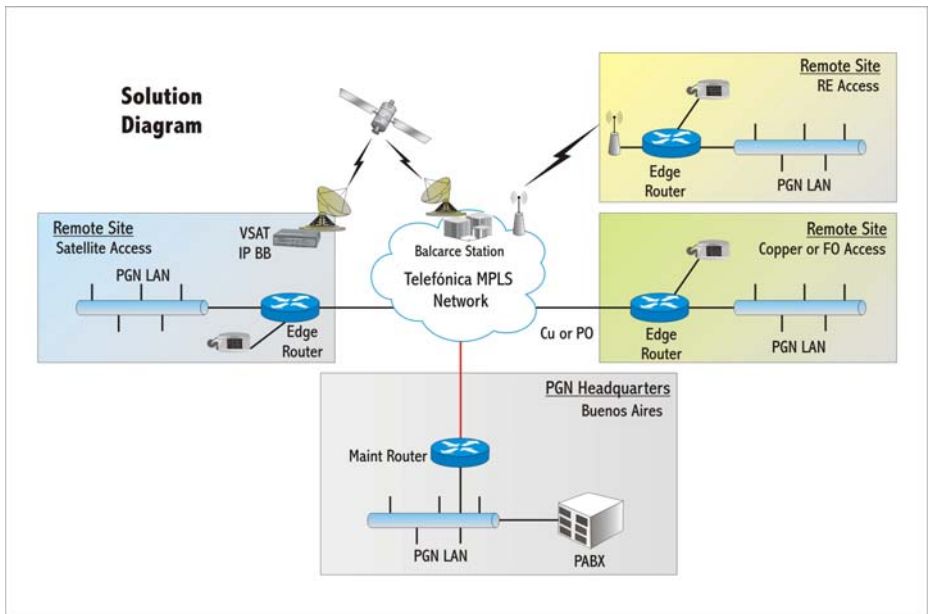 Solution
Diagram
Remote Site
RE Access
Edge
Router
PGN LAN
Remote Site
Satellite Access
VSAT
IP BB
PGN LAN
Edge
Router
Balcarce Station
Telefónica MPLS
Network
Remote Site
Copper or FO Access
Cu or PO
Edge
Router
PGN LAN
PGN Headquarters
Buenos Aires
Maint Router
PGN LAN
PABX